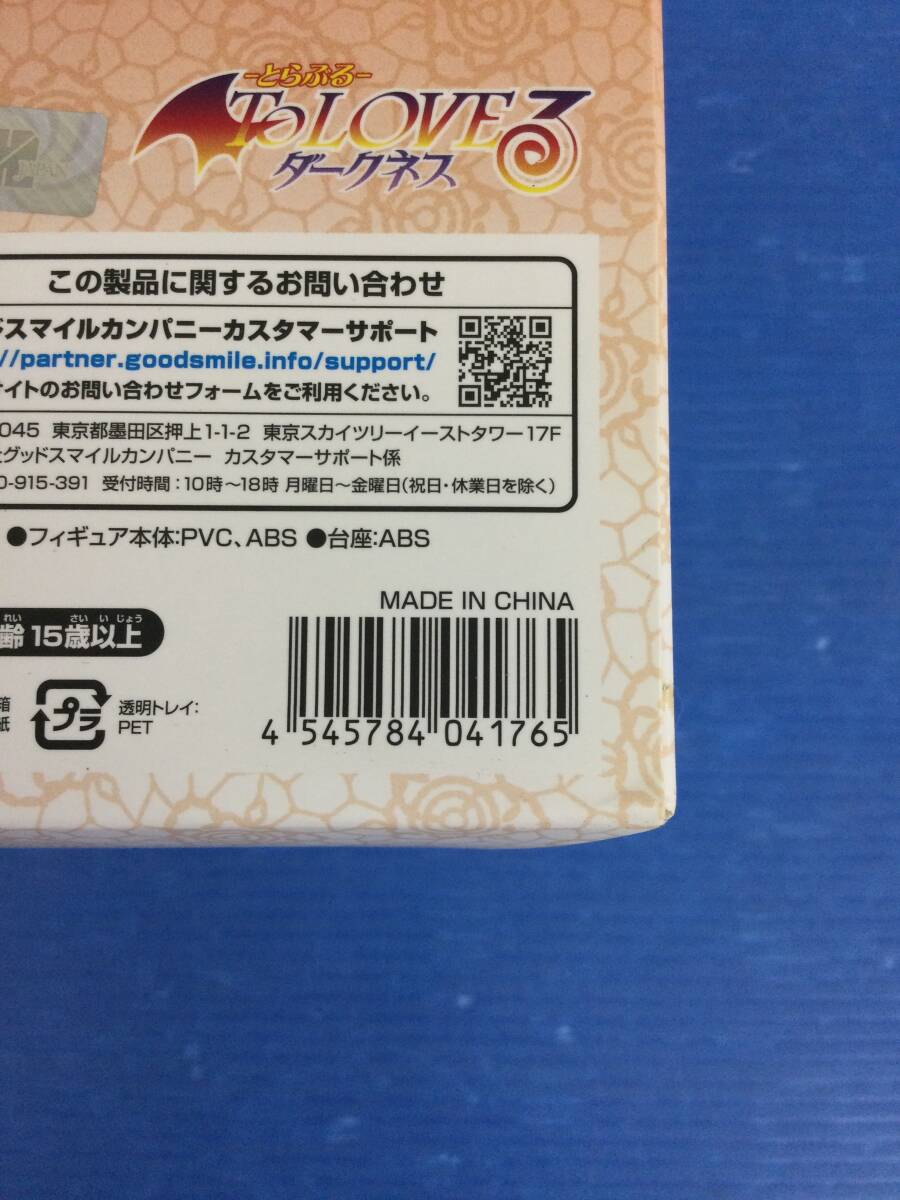 -とらぶる-
ToLOVEる
ダークネス
この製品に関するお問い合わせ
ドスマイルカンパニーカスタマーサポート
//partner.goodsmile.info/support/
イトのお問い合わせフォームをご利用ください。
045 東京都墨田区押上1-1-2 東京スカイツリーイーストタワー17F
グッドスマイルカンパニー カスタマーサポート係
0-915-391 受付時間:10時〜18時 月曜日〜金曜日(祝日・休業日を除く)
●フィギュア本体:PVC、ABS ●台座:ABS
MADE IN CHINA
れい さい い じょう
齢 15歳以上
箱
紙
プラ
透明トレイ:
PET
4 545784 041765